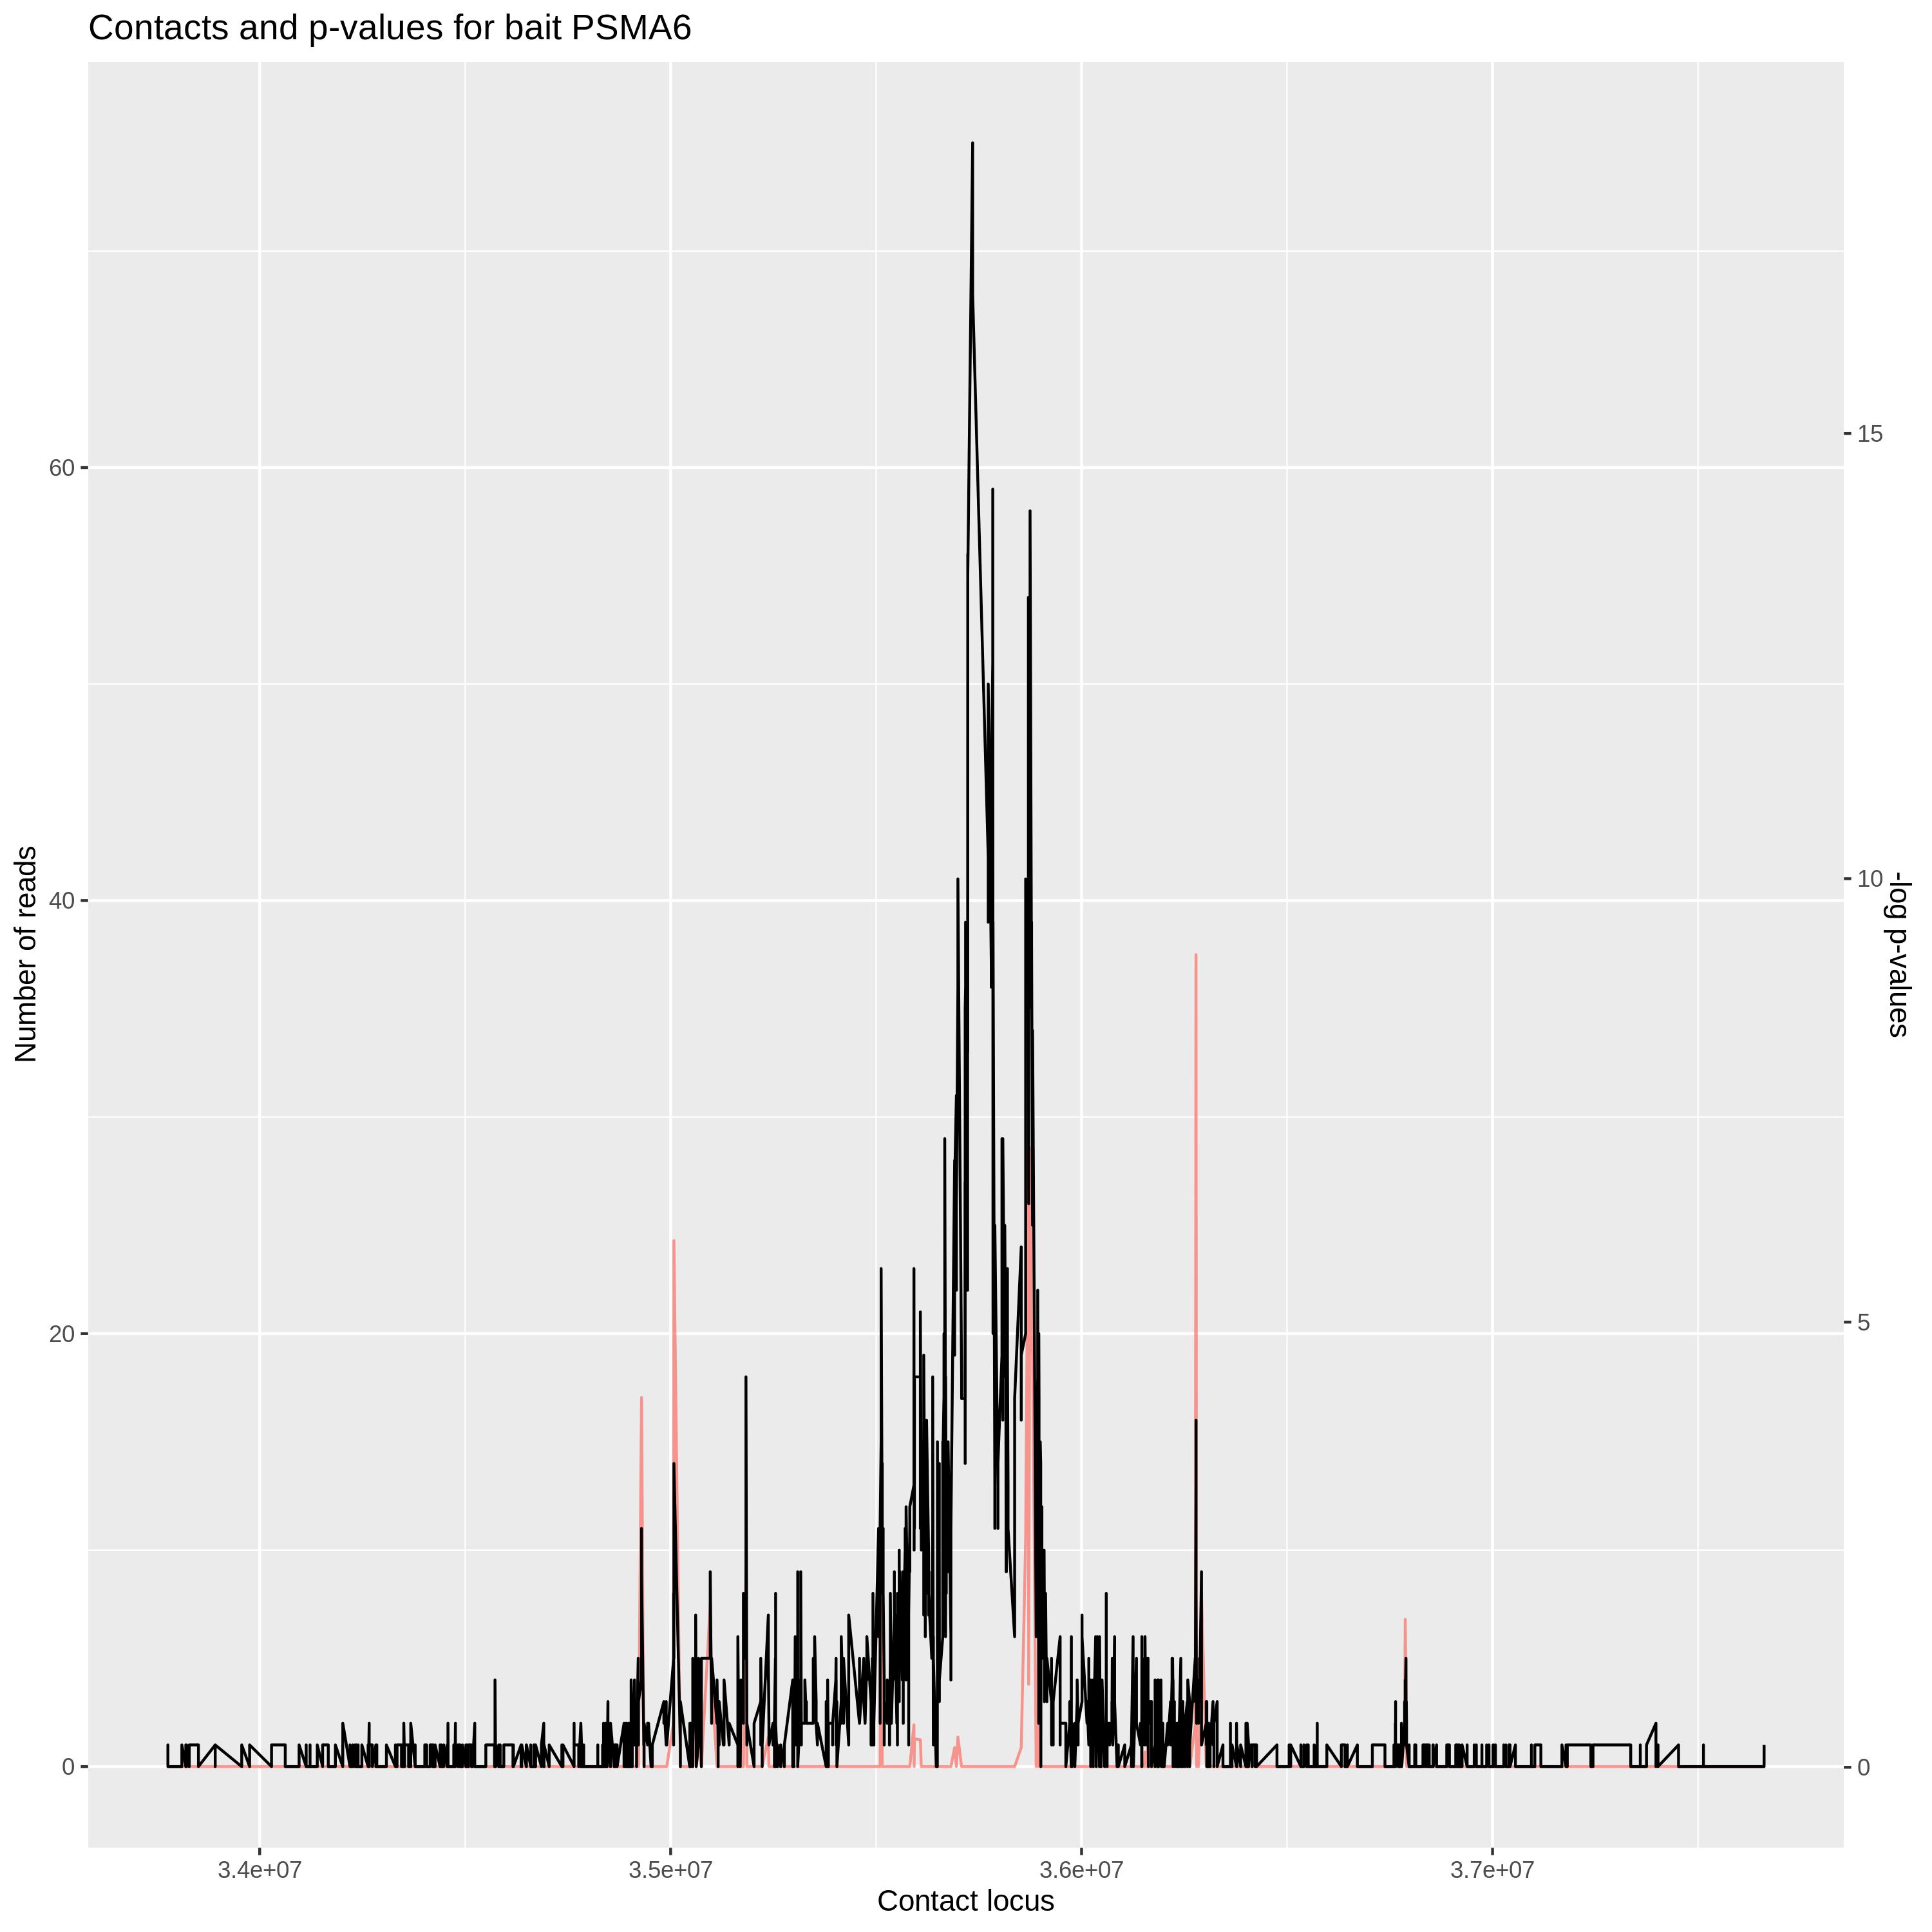 Contacts and p-values for bait PSMA6
Number of reads
60
40
20
0
15
10
5
0
-log p-values
3.4e+07 3.5e+07 3.6e+07 3.7e+07
Contact locus